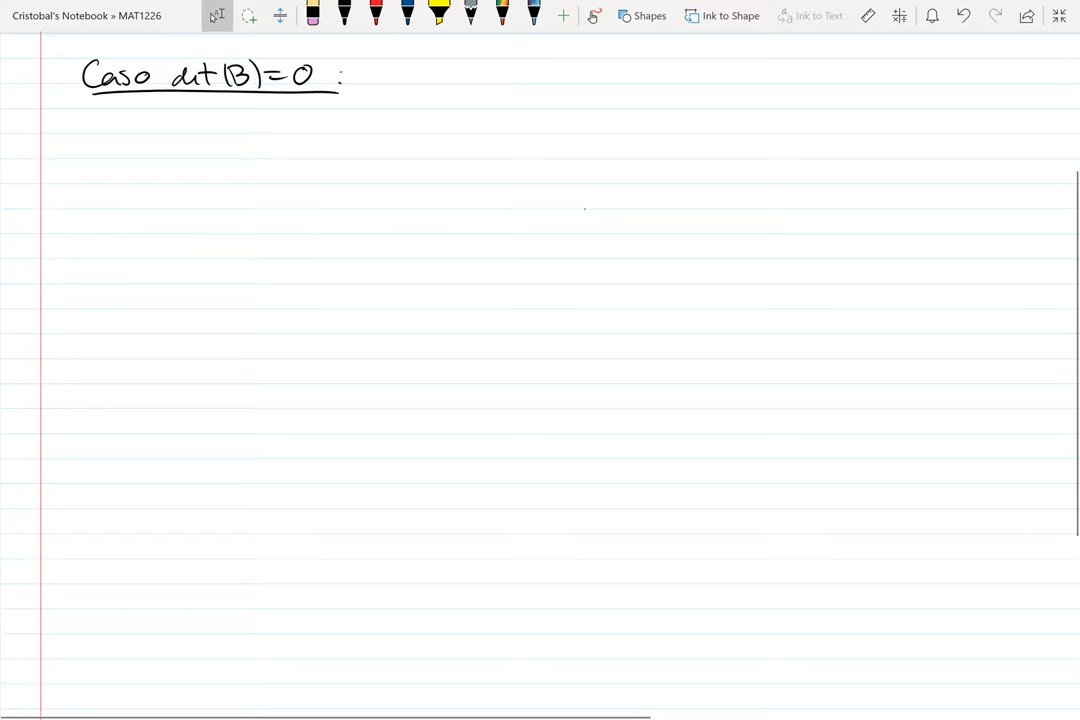 Cristobal's Notebook » MAT1226
Shapes
Ink to Shape
Ink to Text
Caso det(B)=0 :